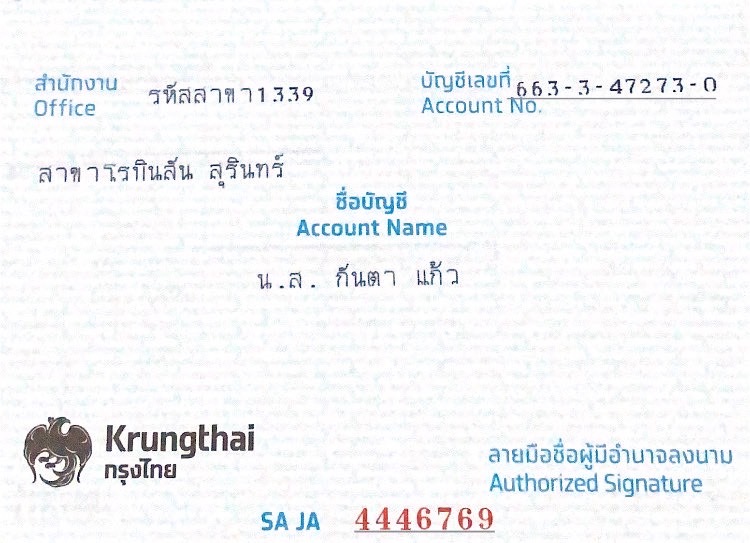 สำนักงาน รหัสสาขา1339 บัญชีเลขที่ 663-3-47273-0
Office Account No.
สาขาโรบินสัน สุรินทร์
ชื่อบัญชี
Account Name
น.ส. กันตา แก้ว
Krungthai
กรุงไทย
ลายมือชื่อผู้มีอำนาจลงนาม
Authorized Signature
SA JA 4446769